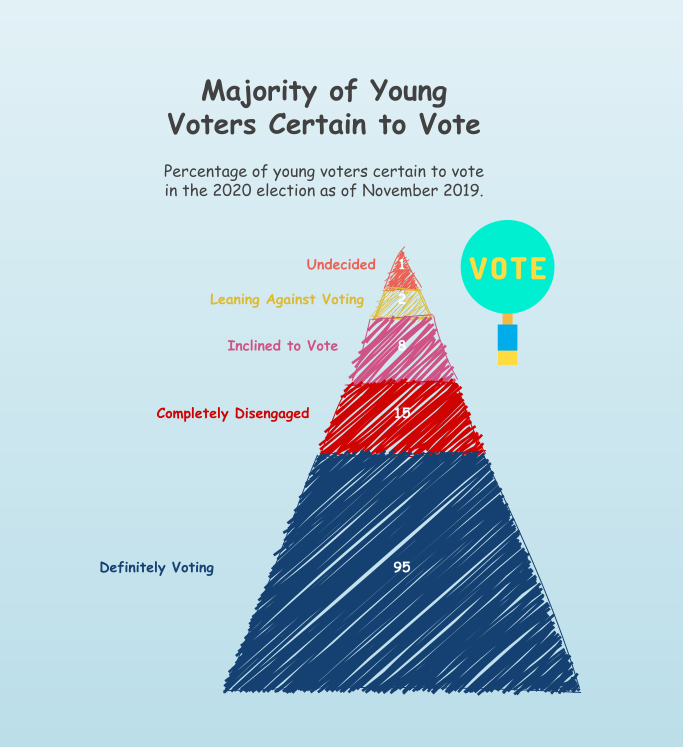 Majority of Young
Voters Certain to Vote
Percentage of young voters certain to vote
in the 2020 election as of November 2019.
VOTE
Undecided 1
Leaning Against Voting 2
Inclined to Vote 8
Completely Disengaged 15
Definitely Voting 95